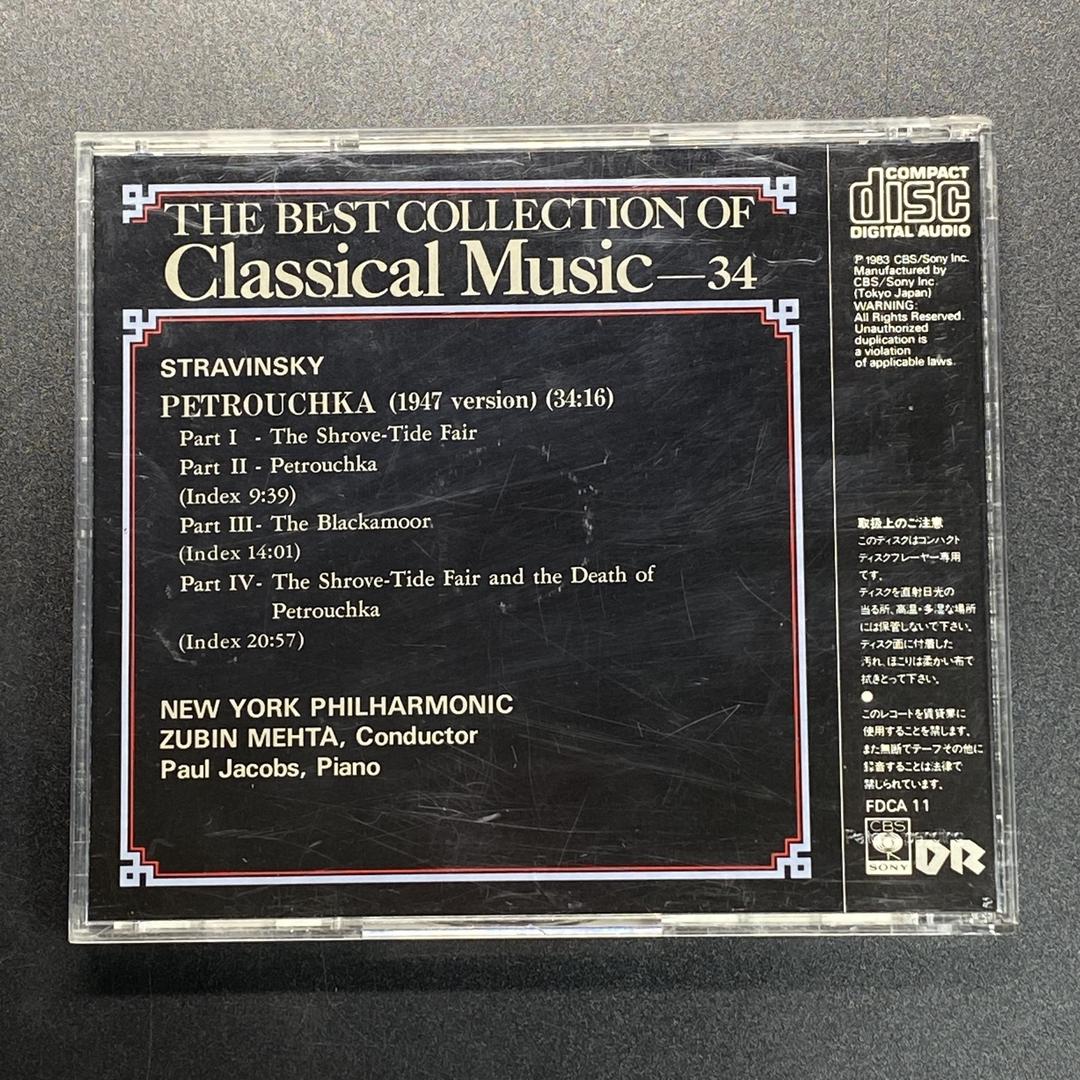 THE BEST COLLECTION OF
Classical Music—34
STRAVINSKY
PETROUCHKA (1947 version) (34:16)
Part I - The Shrove-Tide Fair
Part II - Petrouchka
(Index 9:39)
Part III- The Blackamoor
(Index 14:01)
Part IV- The Shrove-Tide Fair and the Death of
Petrouchka
(Index 20:57)
NEW YORK PHILHARMONIC
ZUBIN MEHTA, Conductor
Paul Jacobs, Piano
COMPACT
disc
DIGITAL AUDIO
℗ 1983 CBS/Sony Inc.
Manufactured by
CBS/Sony Inc.
(Tokyo Japan)
WARNING:
All Rights Reserved.
Unauthorized
duplication is
a violation
of applicable laws.
取扱上のご注意
このディスクはコンパクト
ディスクプレーヤー専用
です。
ディスクを直射日光の
当る所、高温・多湿な場所
には保管しないで下さい。
ディスク面に付着した
汚れ、ほこりは柔かい布で
拭きとって下さい。
●
このレコードを賃貸業に
使用することを禁します、
また無断でテープその他に
録音することは法律で
禁じられています。
FDCA 11
CBS
SONY
DR